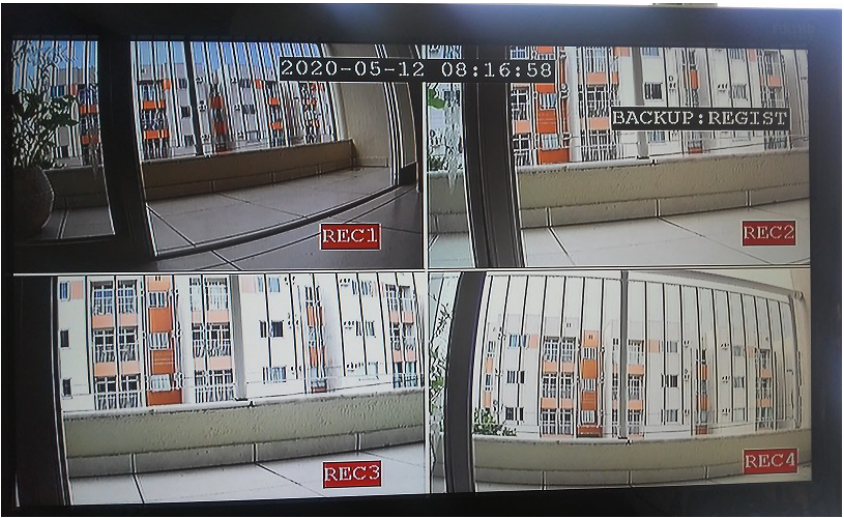 2020-05-12 08:16:58
BACKUP:REGIST
REC1
REC2
REC3
REC4